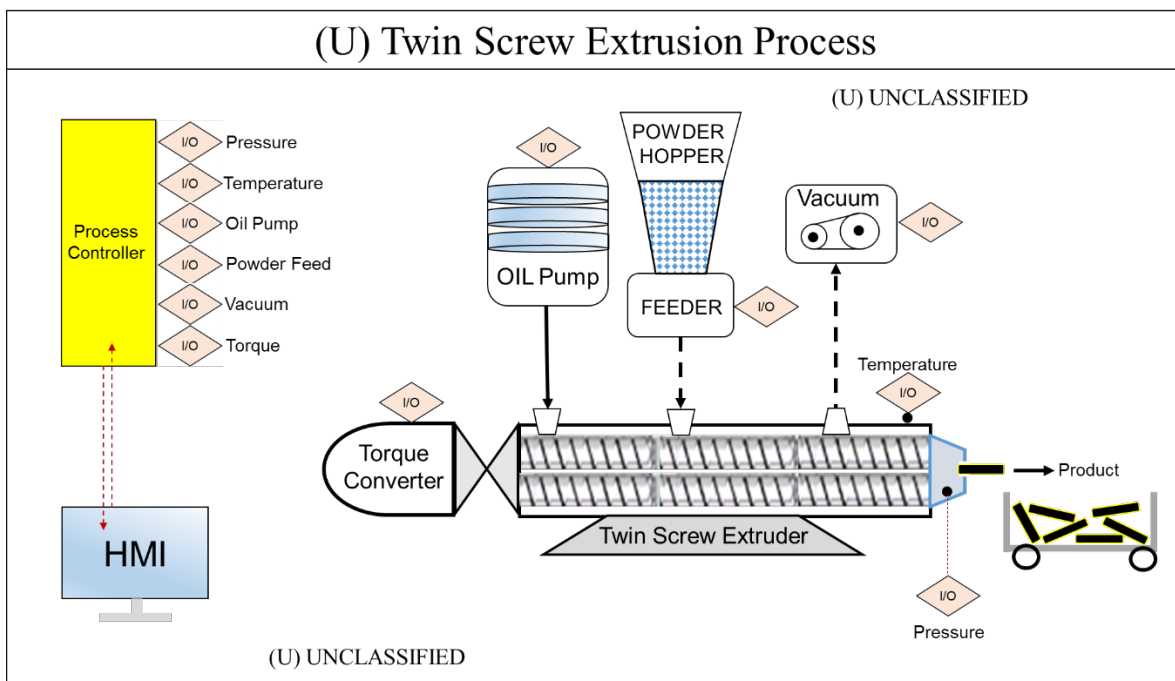 (U) Twin Screw Extrusion Process
(U) UNCLASSIFIED
Process
Controller
I/O
Pressure
I/O
Temperature
I/O
Oil Pump
I/O
Powder Feed
I/O
Vacuum
I/O
Torque
HMI
I/O
OIL Pump
POWDER
HOPPER
FEEDER
I/O
Vacuum
I/O
I/O
Torque
Converter
Twin Screw Extruder
Temperature
I/O
Product
I/O
Pressure
(U) UNCLASSIFIED